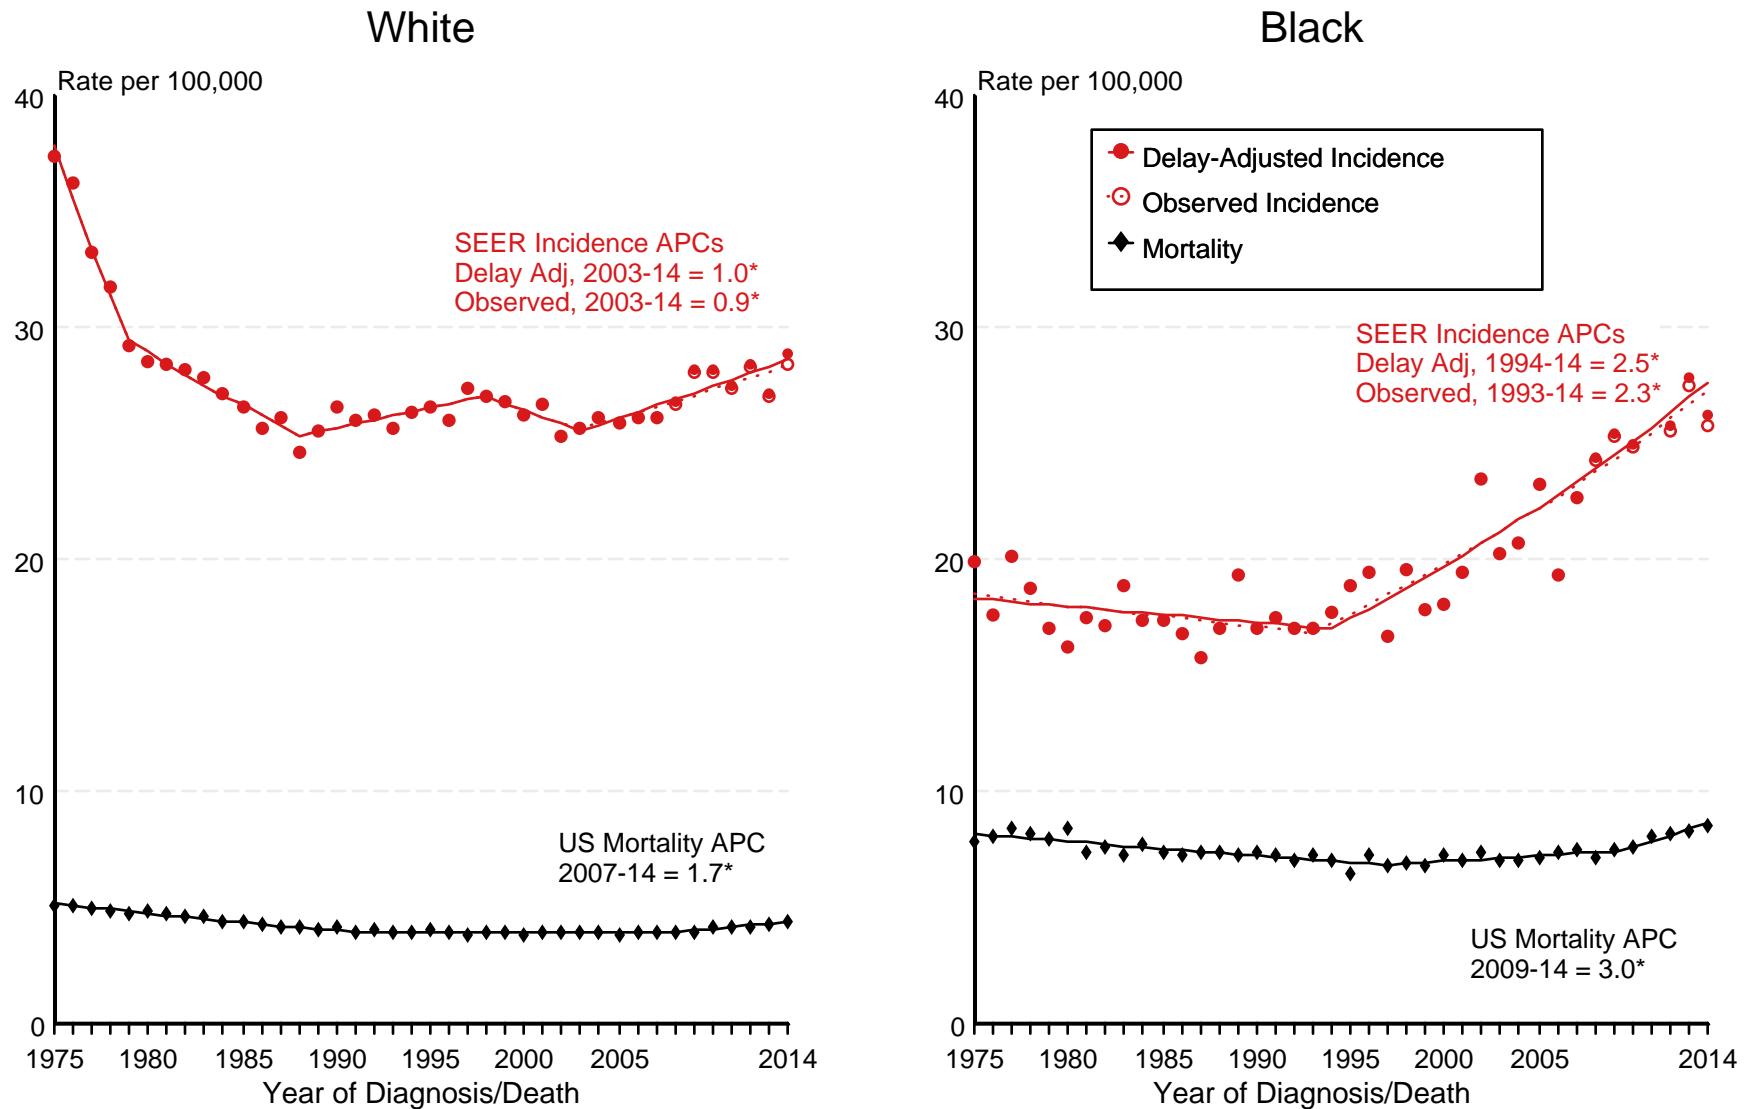 White
Rate per 100,000
40
30
20
10
0
SEER Incidence APCs
Delay Adj, 2003-14 = 1.0*
Observed, 2003-14 = 0.9*
US Mortality APC
2007-14 = 1.7*
1975 1980 1985 1990 1995 2000 2005 2014
Year of Diagnosis/Death
Black
Rate per 100,000
40
30
20
10
0
Delay-Adjusted Incidence
Observed Incidence
Mortality
SEER Incidence APCs
Delay Adj, 1994-14 = 2.5*
Observed, 1993-14 = 2.3*
US Mortality APC
2009-14 = 3.0*
1975 1980 1985 1990 1995 2000 2005 2014
Year of Diagnosis/Death